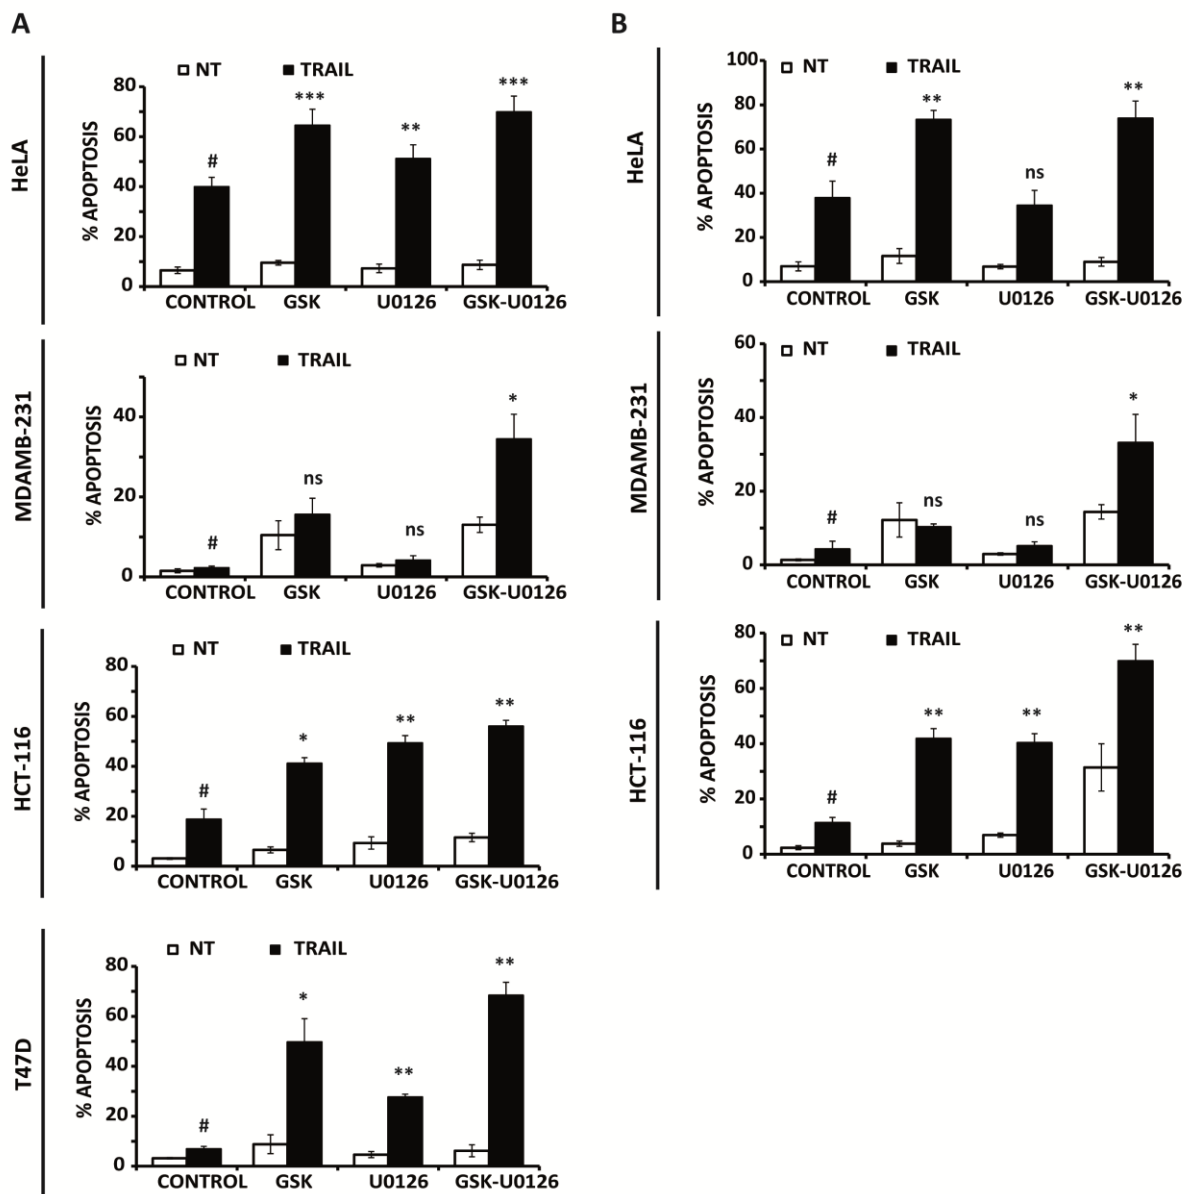 A
HeLA
% APOPTOSIS
NT TRAIL
80
60
40
20
0
# *** ** ***
CONTROL GSK U0126 GSK-U0126
MDAMB-231
% APOPTOSIS
NT TRAIL
40
20
0
# ns ns *
CONTROL GSK U0126 GSK-U0126
HCT-116
% APOPTOSIS
NT TRAIL
80
60
40
20
0
# * ** **
CONTROL GSK U0126 GSK-U0126
T47D
% APOPTOSIS
NT TRAIL
80
60
40
20
0
# * ** **
CONTROL GSK U0126 GSK-U0126
B
HeLA
% APOPTOSIS
NT TRAIL
100
80
60
40
20
0
# ** ns **
CONTROL GSK U0126 GSK-U0126
MDAMB-231
% APOPTOSIS
NT TRAIL
60
40
20
0
# ns ns *
CONTROL GSK U0126 GSK-U0126
HCT-116
% APOPTOSIS
NT TRAIL
80
60
40
20
0
# ** ** **
CONTROL GSK U0126 GSK-U0126